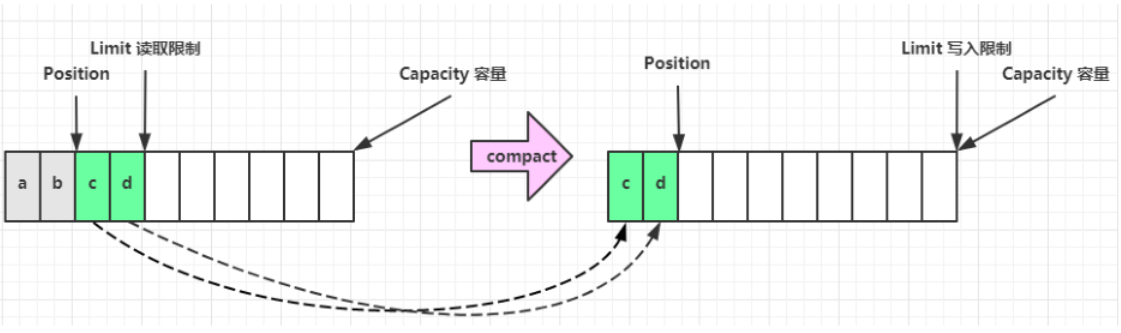 Limit 读取限制
Position
Capacity 容量
a b c d
compact
Limit 写入限制
Position
Capacity 容量
c d